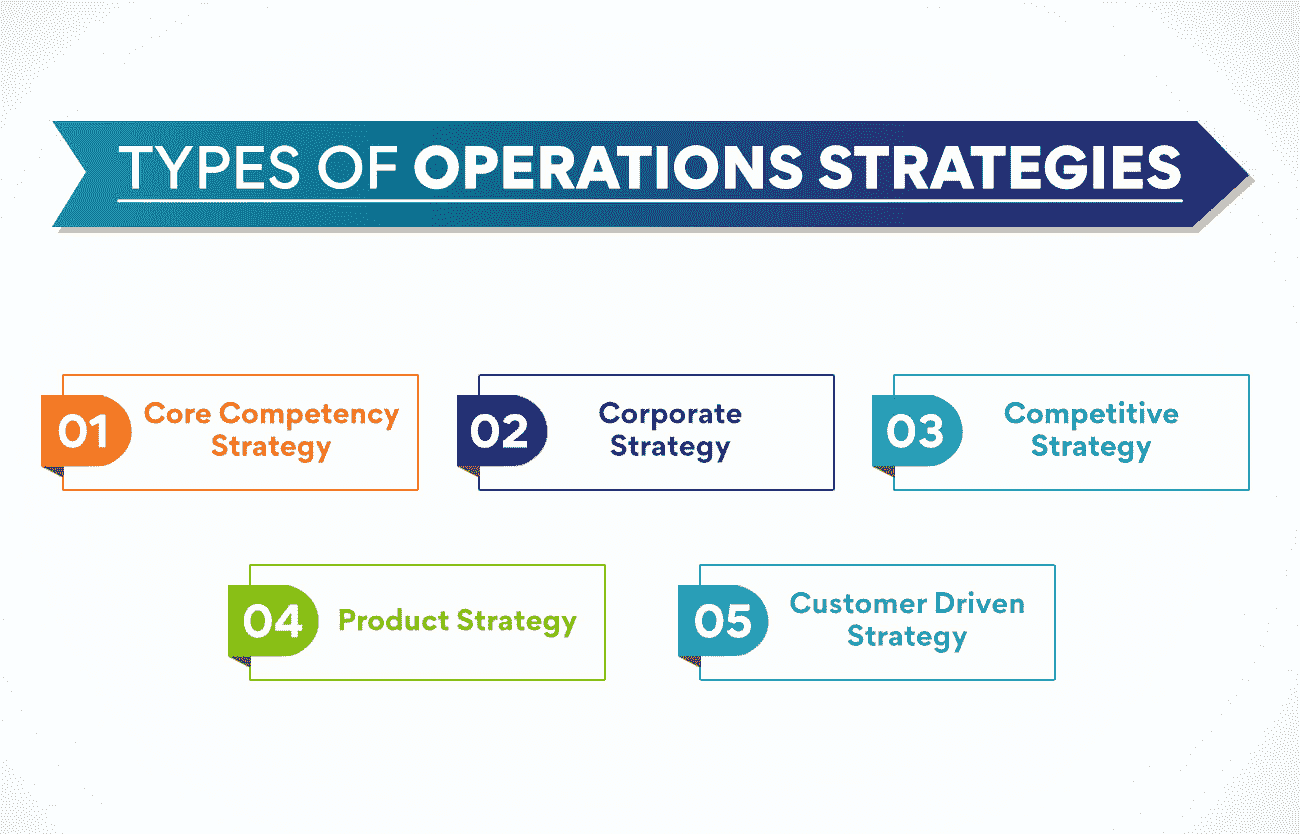 TYPES OF OPERATIONS STRATEGIES
01
Core Competency
Strategy
02
Corporate
Strategy
03
Competitive
Strategy
04
Product Strategy
05
Customer Driven
Strategy